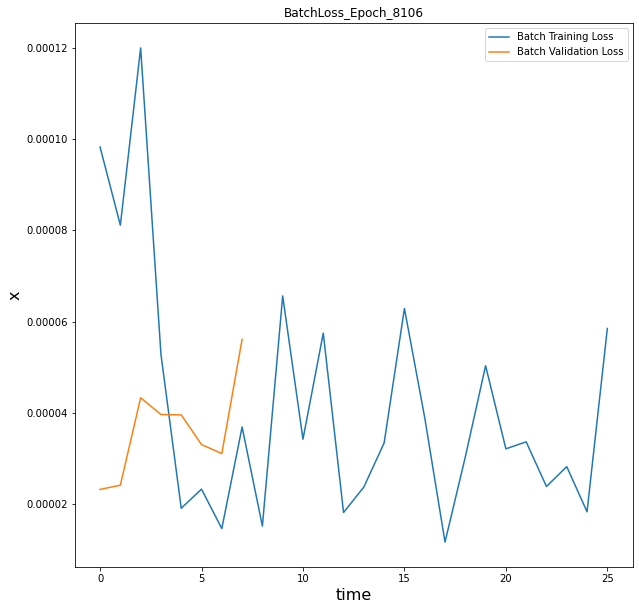 BatchLoss_Epoch_8106
Batch Training Loss
Batch Validation Loss
0.00012
0.00010
0.00008
0.00006
0.00004
0.00002
x
0 5 10 15 20 25
time